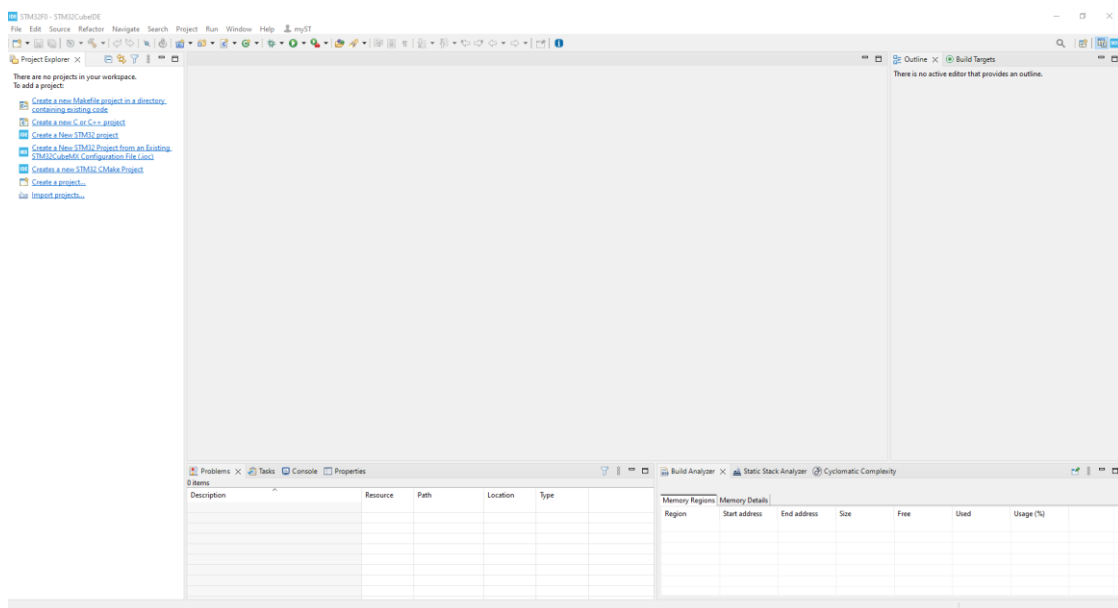 IDE STM32F0 - STM32CubeIDE
File Edit Source Refactor Navigate Search Project Run Window Help myST
Project Explorer
There are no projects in your workspace.
To add a project:
Create a new Makefile project in a directory
containing existing code
Create a new C or C++ project
IDE Create a New STM32 project
IDE Create a New STM32 Project from an Existing
STM32CubeMX Configuration File (.ioc)
IDE Creates a new STM32 CMake Project
Create a project...
Import projects...
Outline Build Targets
There is no active editor that provides an outline.
Problems Tasks Console Properties
0 items
Description Resource Path Location Type
Build Analyzer Static Stack Analyzer Cyclomatic Complexity
Memory Regions Memory Details
Region Start address End address Size Free Used Usage (%)